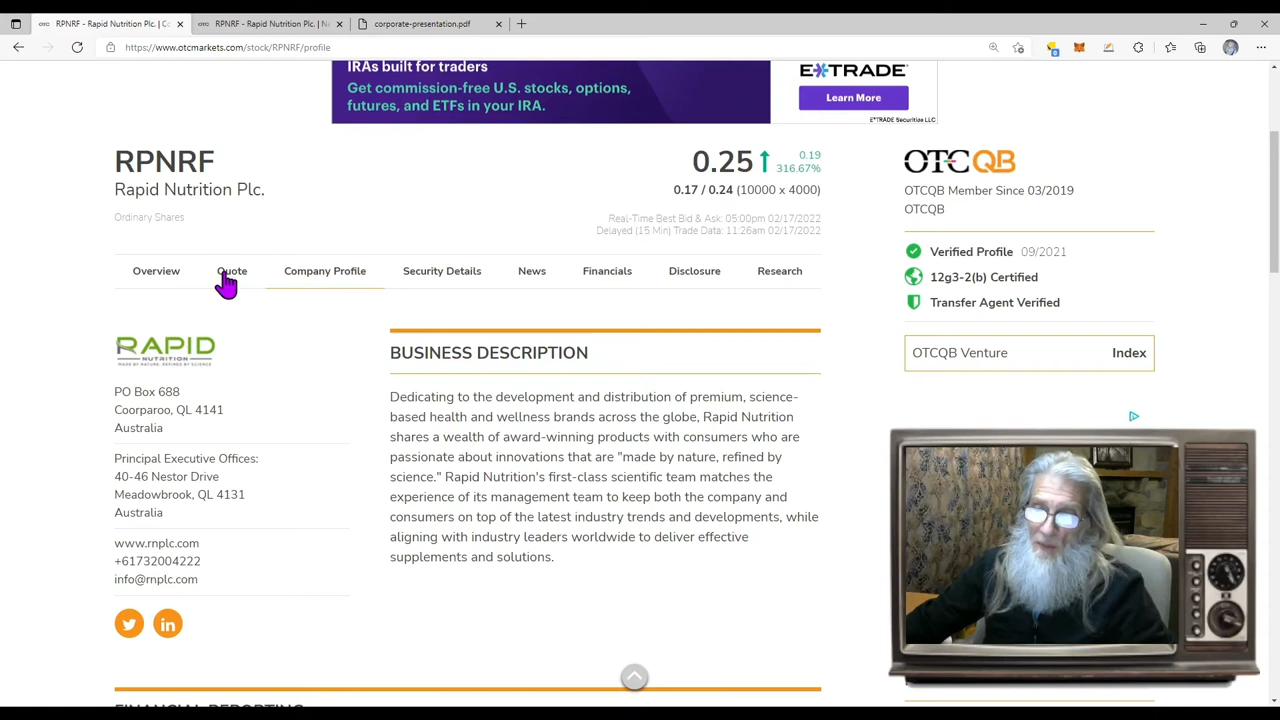 RPNRF - Rapid Nutrition Plc. | Co
RPNRF - Rapid Nutrition Plc. | Ne
corporate-presentation.pdf
https://www.otcmarkets.com/stock/RPNRF/profile
IRAs built for traders
Get commission-free U.S. stocks, options,
futures, and ETFs in your IRA.
E*TRADE
Learn More
E*TRADE Securities LLC
RPNRF
Rapid Nutrition Plc.
Ordinary Shares
0.25
0.19
316.67%
0.17 / 0.24 (10000 x 4000)
Real-Time Best Bid & Ask: 05:00pm 02/17/2022
Delayed (15 Min) Trade Data: 11:26am 02/17/2022
OTCQB
OTCQB Member Since 03/2019
OTCQB
Verified Profile 09/2021
12g3-2(b) Certified
Transfer Agent Verified
OTCQB Venture Index
Overview
Quote
Company Profile
Security Details
News
Financials
Disclosure
Research
RAPID
NUTRITION
MADE BY NATURE, REFINED BY SCIENCE
PO Box 688
Coorparoo, QL 4141
Australia
Principal Executive Offices:
40-46 Nestor Drive
Meadowbrook, QL 4131
Australia
www.rnplc.com
+61732004222
info@rnplc.com
BUSINESS DESCRIPTION
Dedicating to the development and distribution of premium, science-
based health and wellness brands across the globe, Rapid Nutrition
shares a wealth of award-winning products with consumers who are
passionate about innovations that are "made by nature, refined by
science." Rapid Nutrition's first-class scientific team matches the
experience of its management team to keep both the company and
consumers on top of the latest industry trends and developments, while
aligning with industry leaders worldwide to deliver effective
supplements and solutions.
FINANCIAL REPORTING